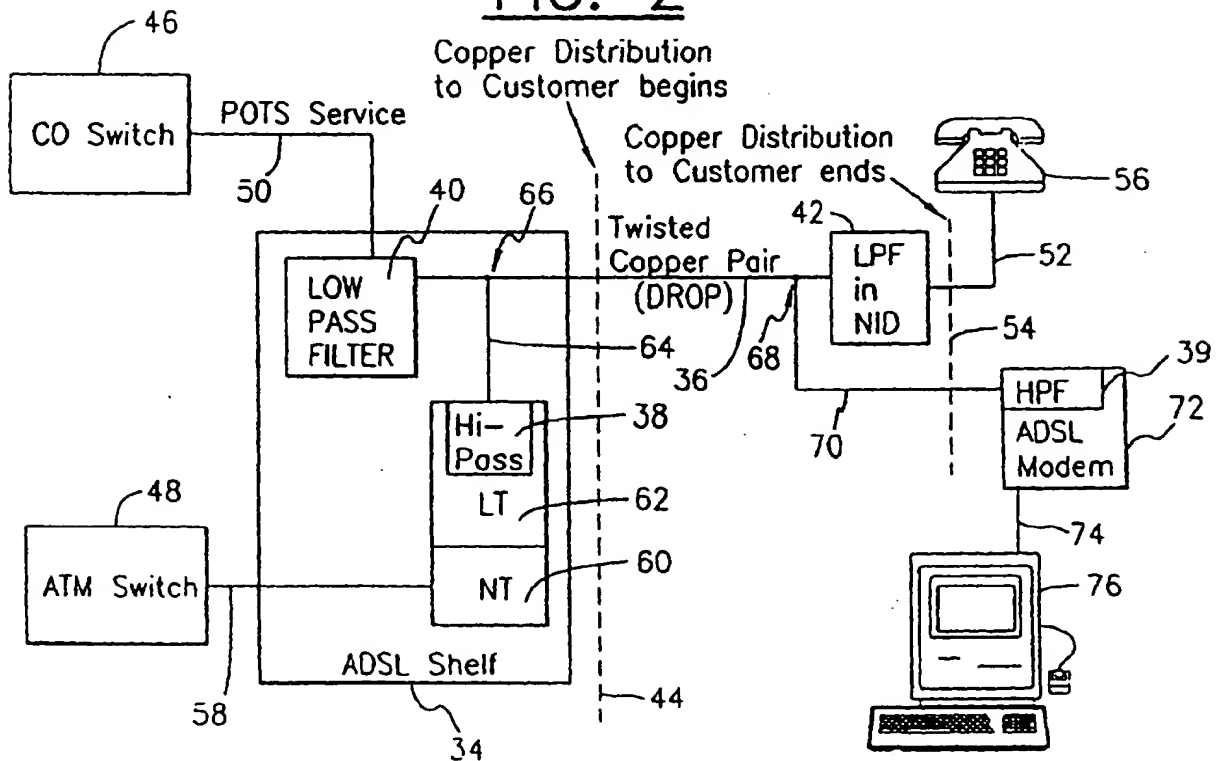 FIG. 2
46
Copper Distribution
to Customer begins
CO Switch
POTS Service
50
Copper Distribution
to Customer ends
56
40
66
42
Twisted
Copper Pair
(DROP)
LPF
in
NID
52
LOW
PASS
FILTER
64
36
68
54
39
HPF
ADSL
Modem
72
70
Hi-
Pass
38
LT
62
48
74
ATM Switch
NT
60
76
ADSL Shelf
58
44
34